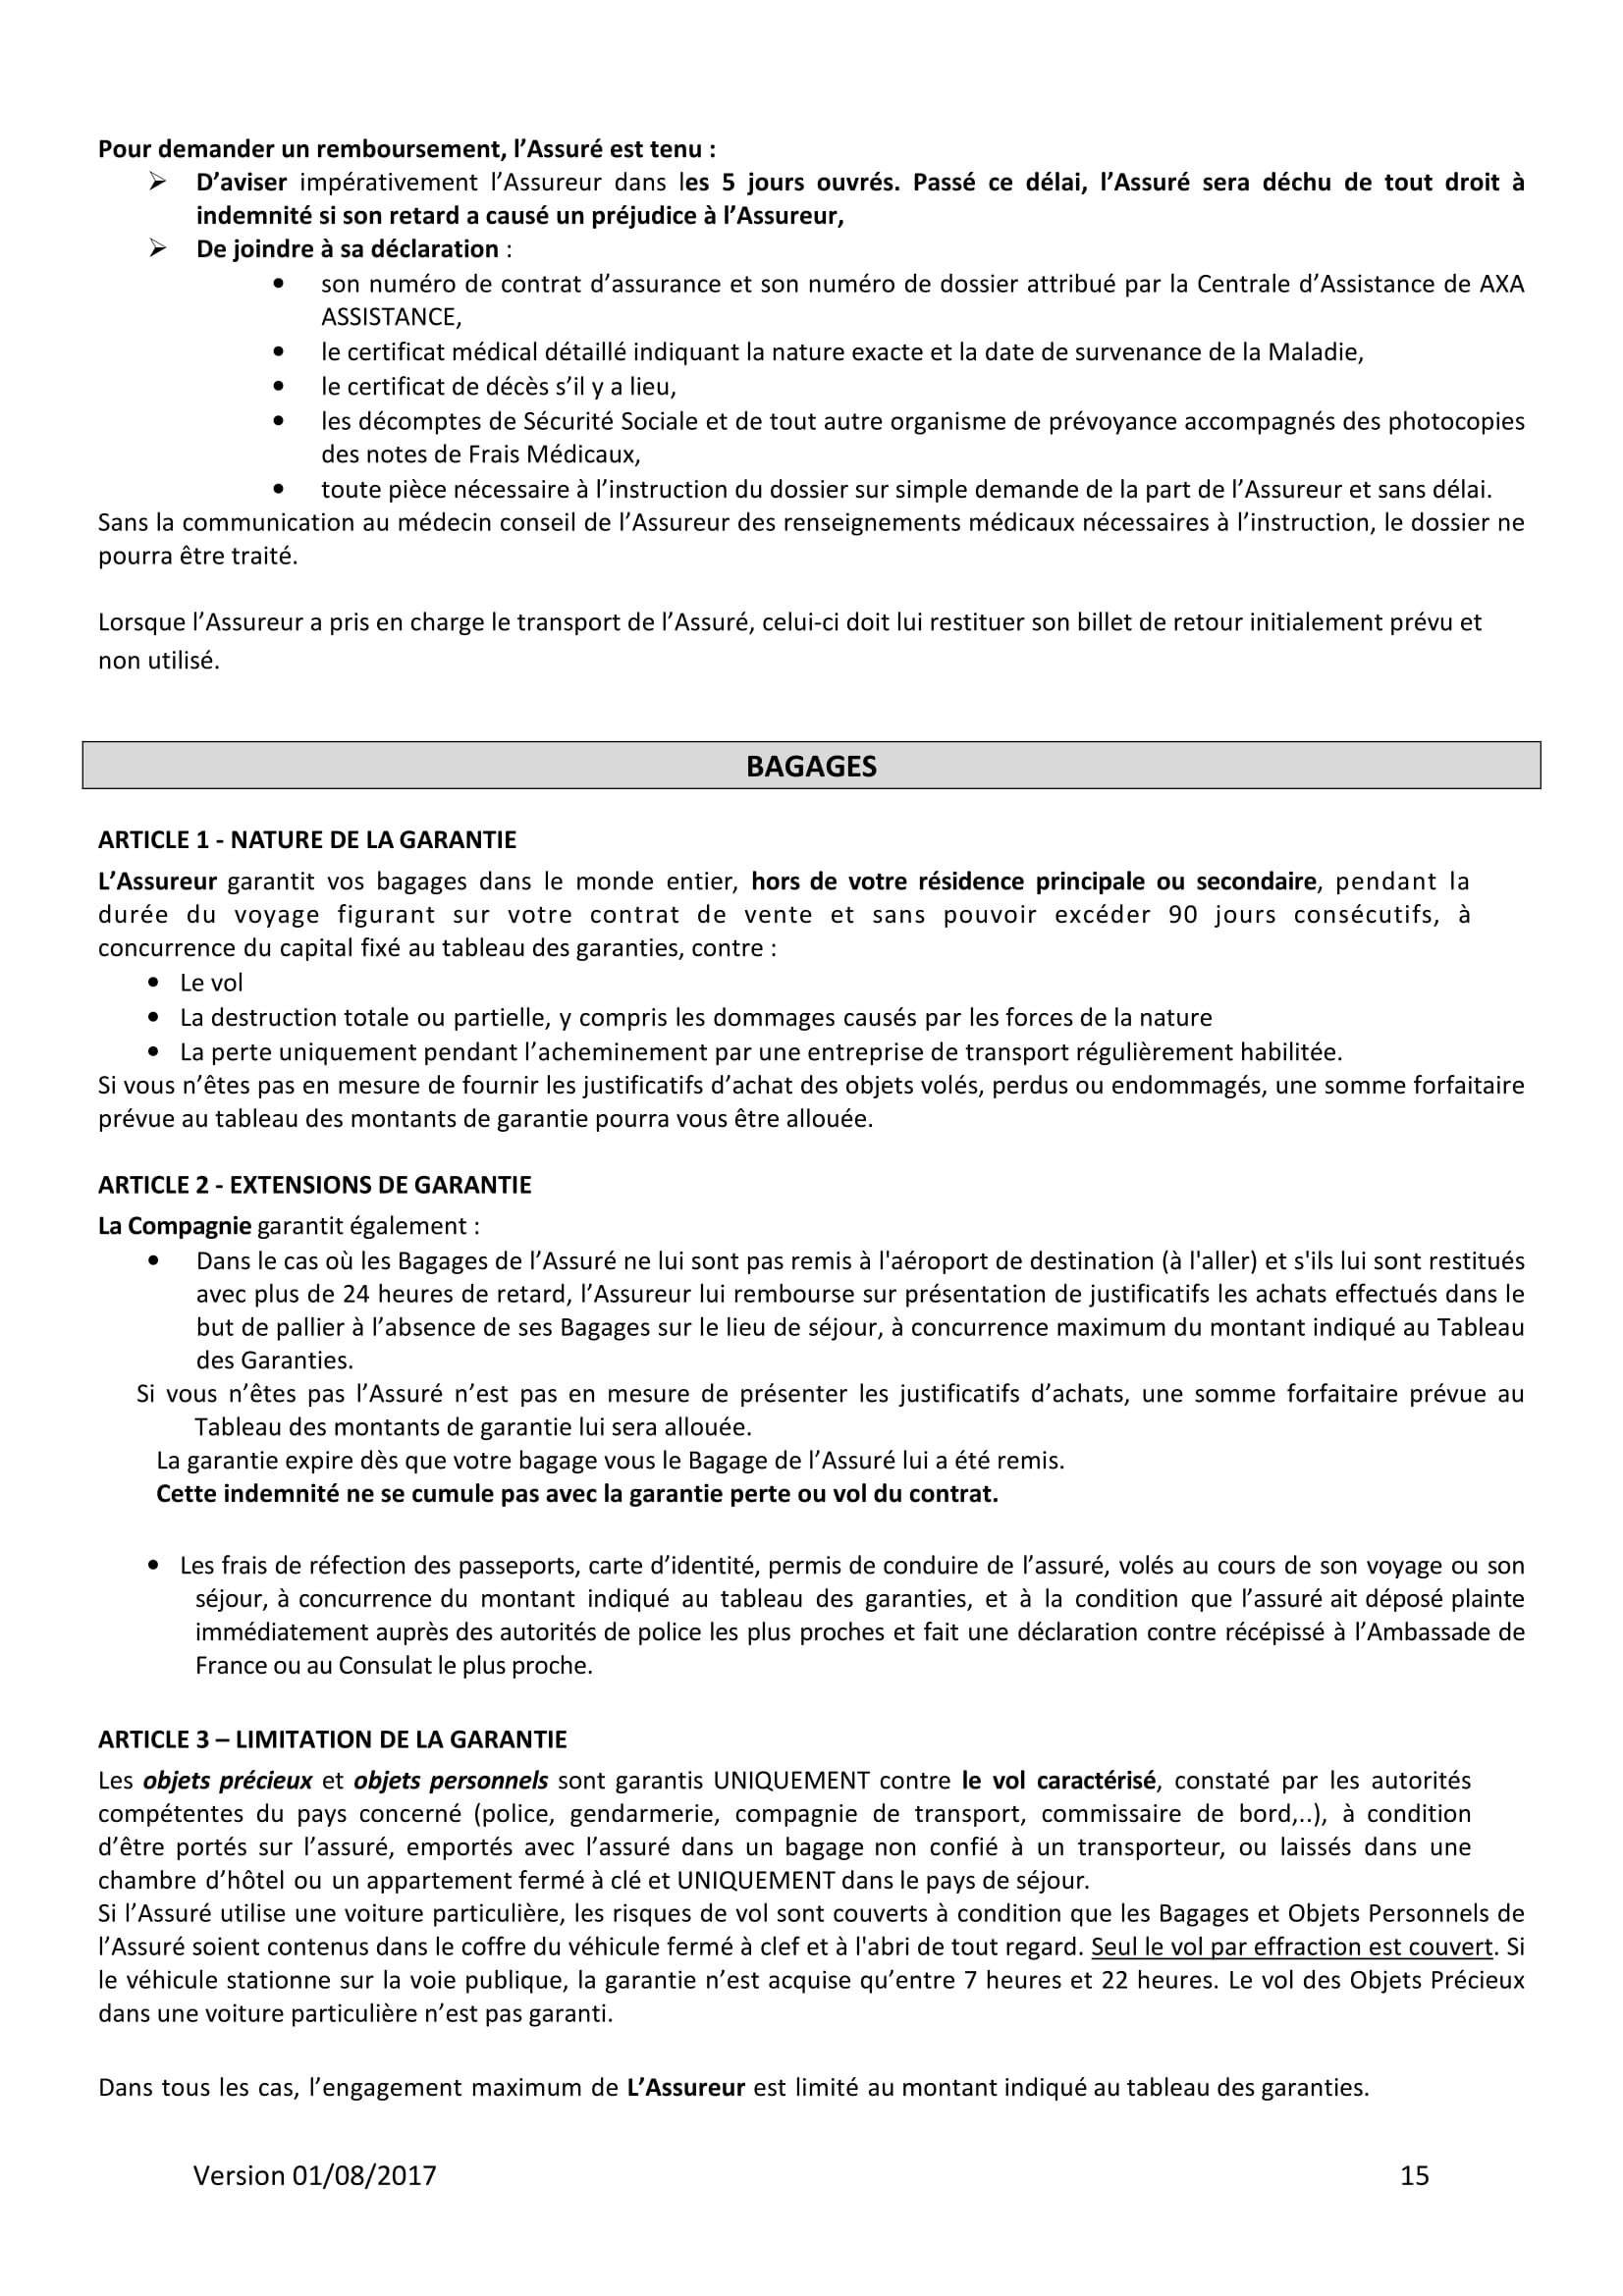 Pour demander un remboursement, l’Assuré est tenu :
➢ D’aviser impérativement l’Assureur dans les 5 jours ouvrés. Passé ce délai, l’Assuré sera déchu de tout droit à
indemnité si son retard a causé un préjudice à l’Assureur,
➢ De joindre à sa déclaration :
• son numéro de contrat d’assurance et son numéro de dossier attribué par la Centrale d’Assistance de AXA
ASSISTANCE,
• le certificat médical détaillé indiquant la nature exacte et la date de survenance de la Maladie,
• le certificat de décès s’il y a lieu,
• les décomptes de Sécurité Sociale et de tout autre organisme de prévoyance accompagnés des photocopies
des notes de Frais Médicaux,
• toute pièce nécessaire à l’instruction du dossier sur simple demande de la part de l’Assureur et sans délai.
Sans la communication au médecin conseil de l’Assureur des renseignements médicaux nécessaires à l’instruction, le dossier ne
pourra être traité.
Lorsque l’Assureur a pris en charge le transport de l’Assuré, celui-ci doit lui restituer son billet de retour initialement prévu et
non utilisé.
BAGAGES
ARTICLE 1 - NATURE DE LA GARANTIE
L’Assureur garantit vos bagages dans le monde entier, hors de votre résidence principale ou secondaire, pendant la
durée du voyage figurant sur votre contrat de vente et sans pouvoir excéder 90 jours consécutifs, à
concurrence du capital fixé au tableau des garanties, contre :
• Le vol
• La destruction totale ou partielle, y compris les dommages causés par les forces de la nature
• La perte uniquement pendant l’acheminement par une entreprise de transport régulièrement habilitée.
Si vous n’êtes pas en mesure de fournir les justificatifs d’achat des objets volés, perdus ou endommagés, une somme forfaitaire
prévue au tableau des montants de garantie pourra vous être allouée.
ARTICLE 2 - EXTENSIONS DE GARANTIE
La Compagnie garantit également :
• Dans le cas où les Bagages de l’Assuré ne lui sont pas remis à l'aéroport de destination (à l'aller) et s'ils lui sont restitués
avec plus de 24 heures de retard, l’Assureur lui rembourse sur présentation de justificatifs les achats effectués dans le
but de pallier à l’absence de ses Bagages sur le lieu de séjour, à concurrence maximum du montant indiqué au Tableau
des Garanties.
Si vous n’êtes pas l’Assuré n’est pas en mesure de présenter les justificatifs d’achats, une somme forfaitaire prévue au
Tableau des montants de garantie lui sera allouée.
La garantie expire dès que votre bagage vous le Bagage de l’Assuré lui a été remis.
Cette indemnité ne se cumule pas avec la garantie perte ou vol du contrat.
• Les frais de réfection des passeports, carte d’identité, permis de conduire de l’assuré, volés au cours de son voyage ou son
séjour, à concurrence du montant indiqué au tableau des garanties, et à la condition que l’assuré ait déposé plainte
immédiatement auprès des autorités de police les plus proches et fait une déclaration contre récépissé à l’Ambassade de
France ou au Consulat le plus proche.
ARTICLE 3 – LIMITATION DE LA GARANTIE
Les objets précieux et objets personnels sont garantis UNIQUEMENT contre le vol caractérisé, constaté par les autorités
compétentes du pays concerné (police, gendarmerie, compagnie de transport, commissaire de bord,..), à condition
d’être portés sur l’assuré, emportés avec l’assuré dans un bagage non confié à un transporteur, ou laissés dans une
chambre d’hôtel ou un appartement fermé à clé et UNIQUEMENT dans le pays de séjour.
Si l’Assuré utilise une voiture particulière, les risques de vol sont couverts à condition que les Bagages et Objets Personnels de
l’Assuré soient contenus dans le coffre du véhicule fermé à clef et à l'abri de tout regard. Seul le vol par effraction est couvert. Si
le véhicule stationne sur la voie publique, la garantie n’est acquise qu’entre 7 heures et 22 heures. Le vol des Objets Précieux
dans une voiture particulière n’est pas garanti.
Dans tous les cas, l’engagement maximum de L’Assureur est limité au montant indiqué au tableau des garanties.
Version 01/08/2017 15